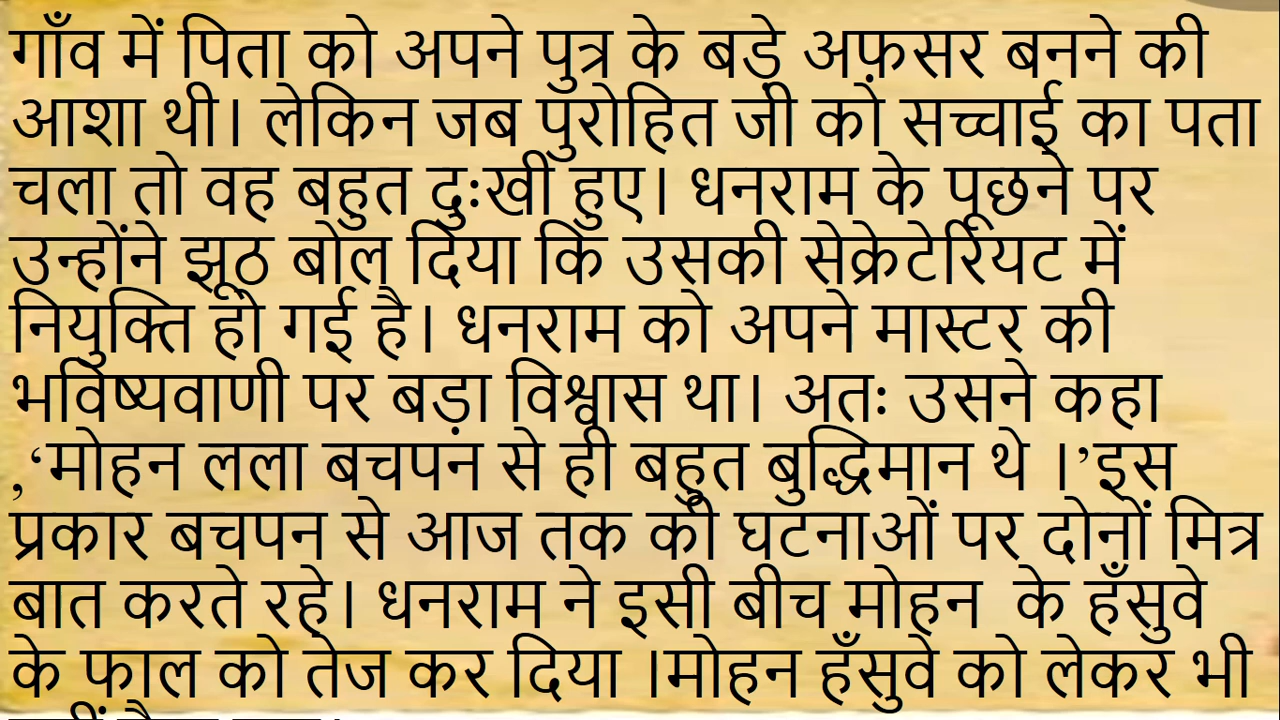 गाँव में पिता को अपने पुत्र के बड़े अफ़सर बनने की
आशा थी। लेकिन जब पुरोहित जी को सच्चाई का पता
चला तो वह बहुत दुःखी हुए। धनराम के पूछने पर
उन्होंने झूठ बोल दिया कि उसकी सेक्रेटेरियट में
नियुक्ति हो गई है। धनराम को अपने मास्टर की
भविष्यवाणी पर बड़ा विश्वास था। अतः उसने कहा
,‘मोहन लला बचपन से ही बहुत बुद्धिमान थे ।’इस
प्रकार बचपन से आज तक की घटनाओं पर दोनों मित्र
बात करते रहे। धनराम ने इसी बीच मोहन के हँसुवे
के फाल को तेज कर दिया ।मोहन हँसुवे को लेकर भी